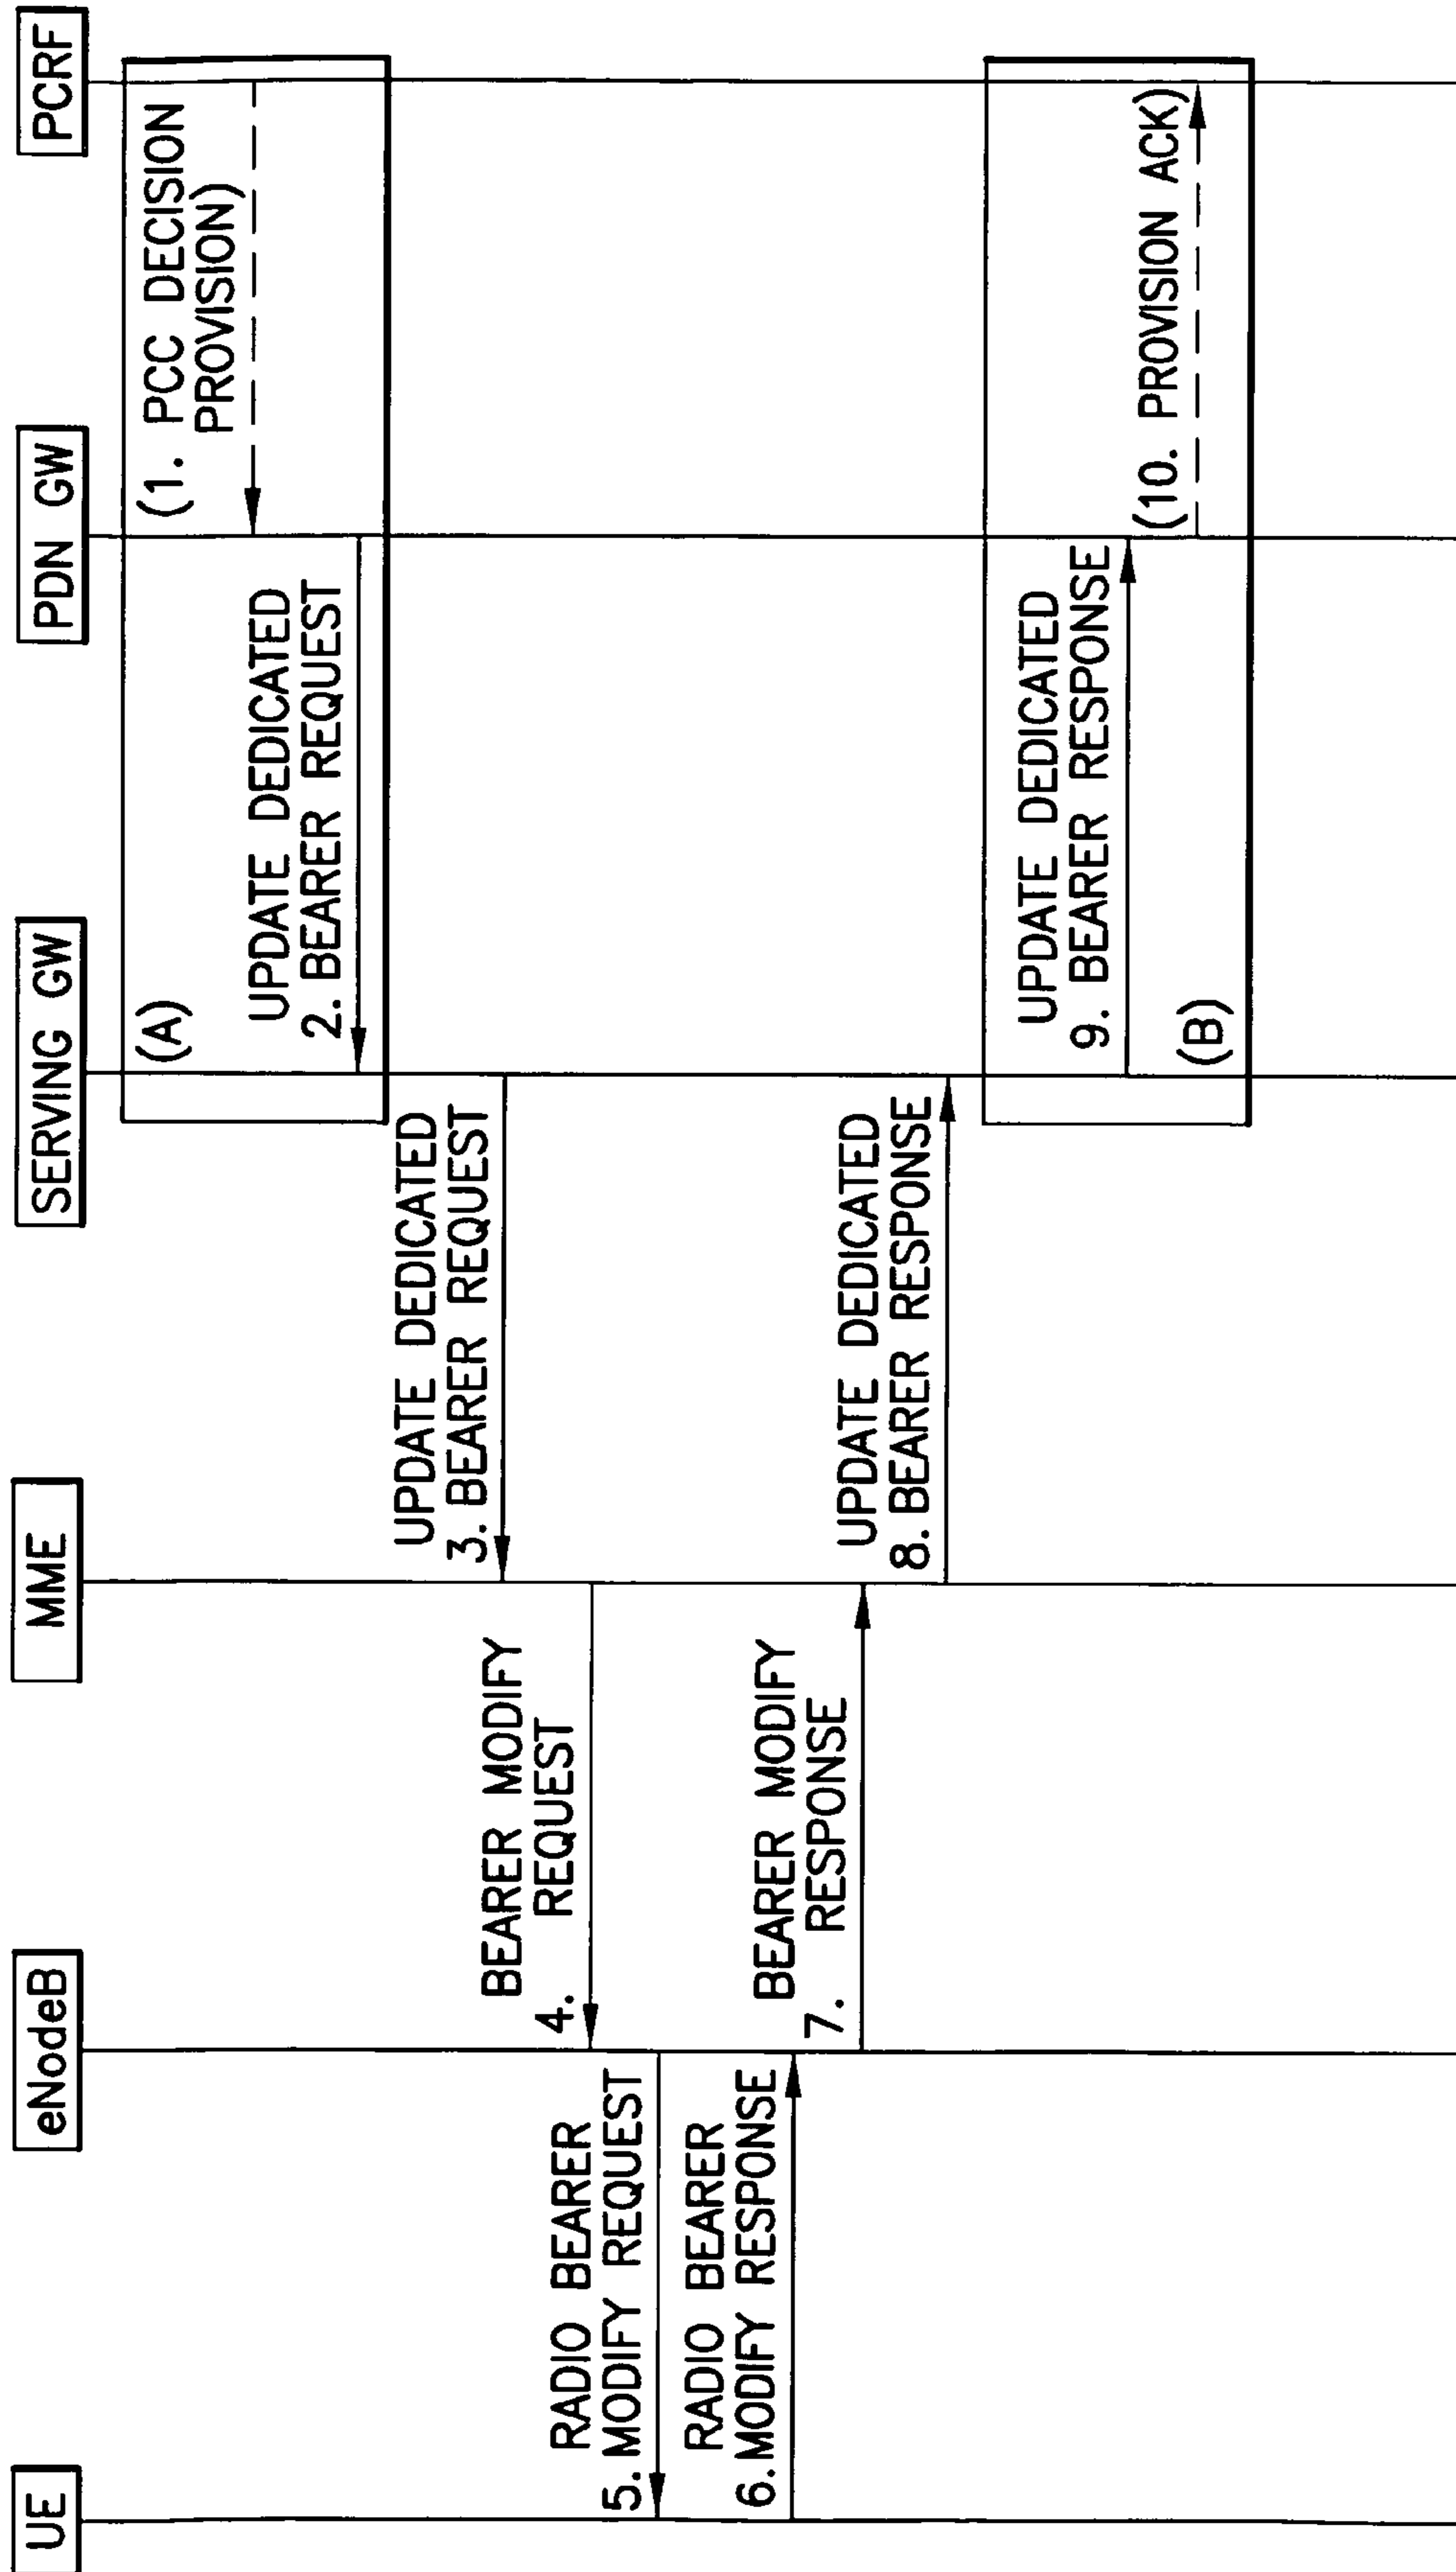 UE
eNodeB
MME
SERVING GW
PDN GW
PCRF
(A)
(1. PCC DECISION
PROVISION)
UPDATE DEDICATED
2. BEARER REQUEST
UPDATE DEDICATED
3. BEARER REQUEST
BEARER MODIFY
4. REQUEST
RADIO BEARER
5. MODIFY REQUEST
RADIO BEARER
6. MODIFY RESPONSE
BEARER MODIFY
7. RESPONSE
UPDATE DEDICATED
8. BEARER RESPONSE
UPDATE DEDICATED
9. BEARER RESPONSE
(10. PROVISION ACK)
(B)